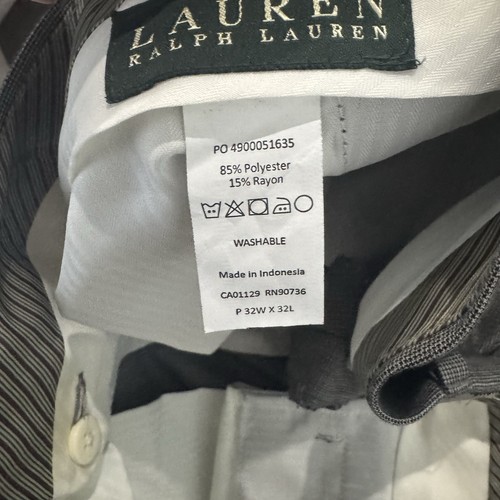 LAUREN
RALPH LAUREN
PO 4900051635
85% Polyester
15% Rayon
WASHABLE
Made in Indonesia
CA01129 RN90736
P 32W X 32L